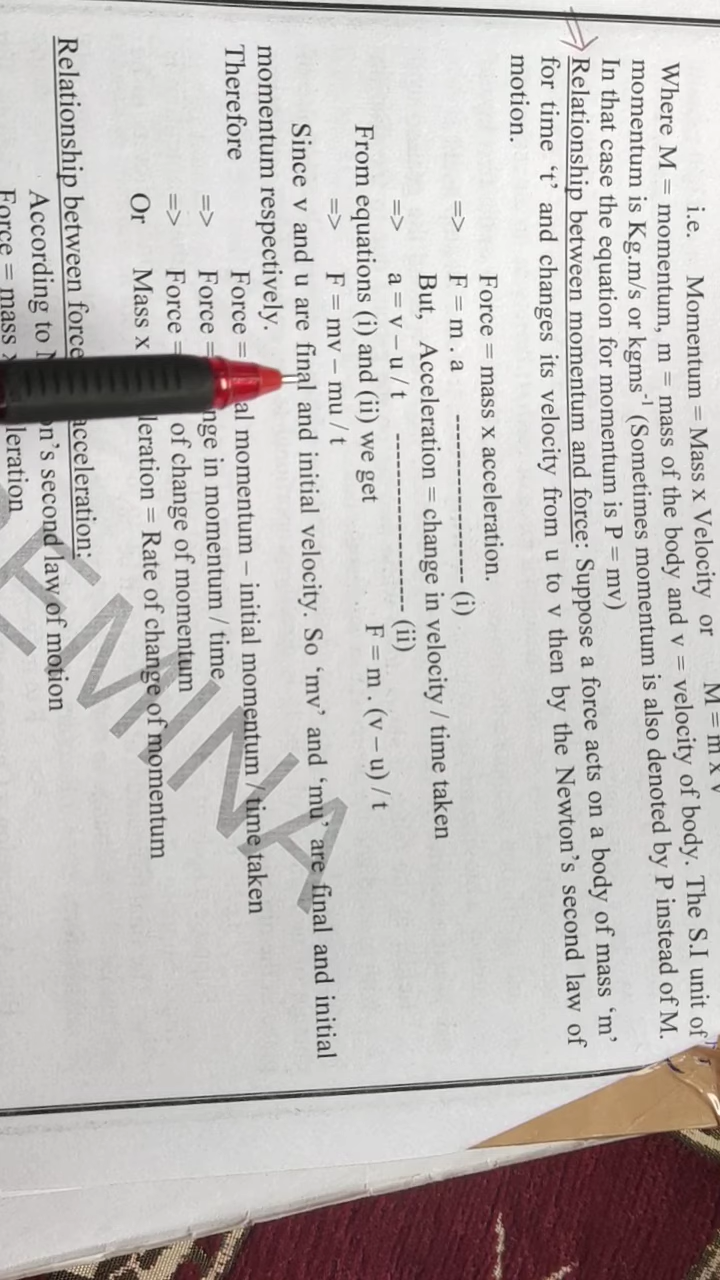 M = m x v
i.e. Momentum = Mass x Velocity or
Where M = momentum, m = mass of the body and v = velocity of body. The S.I unit of
momentum is Kg.m/s or kgms⁻¹ (Sometimes momentum is also denoted by P instead of M.
In that case the equation for momentum is P = mv)
Relationship between momentum and force: Suppose a force acts on a body of mass ‘m’
for time ‘t’ and changes its velocity from u to v then by the Newton’s second law of
motion.
Force = mass x acceleration.
=> F = m . a ------------------ (i)
But, Acceleration = change in velocity / time taken
=> a = v – u / t ------------------ (ii)
From equations (i) and (ii) we get F = m . (v – u) / t
=> F = mv – mu / t
Since v and u are final and initial velocity. So ‘mv’ and ‘mu’ are final and initial
momentum respectively.
Therefore Force = al momentum – initial momentum / time taken
=> Force = nge in momentum / time
=> Force = of change of momentum
Or Mass x leration = Rate of change of momentum
Relationship between force acceleration:
According to on’s second law of motion
Force = mass x leration
EMINA